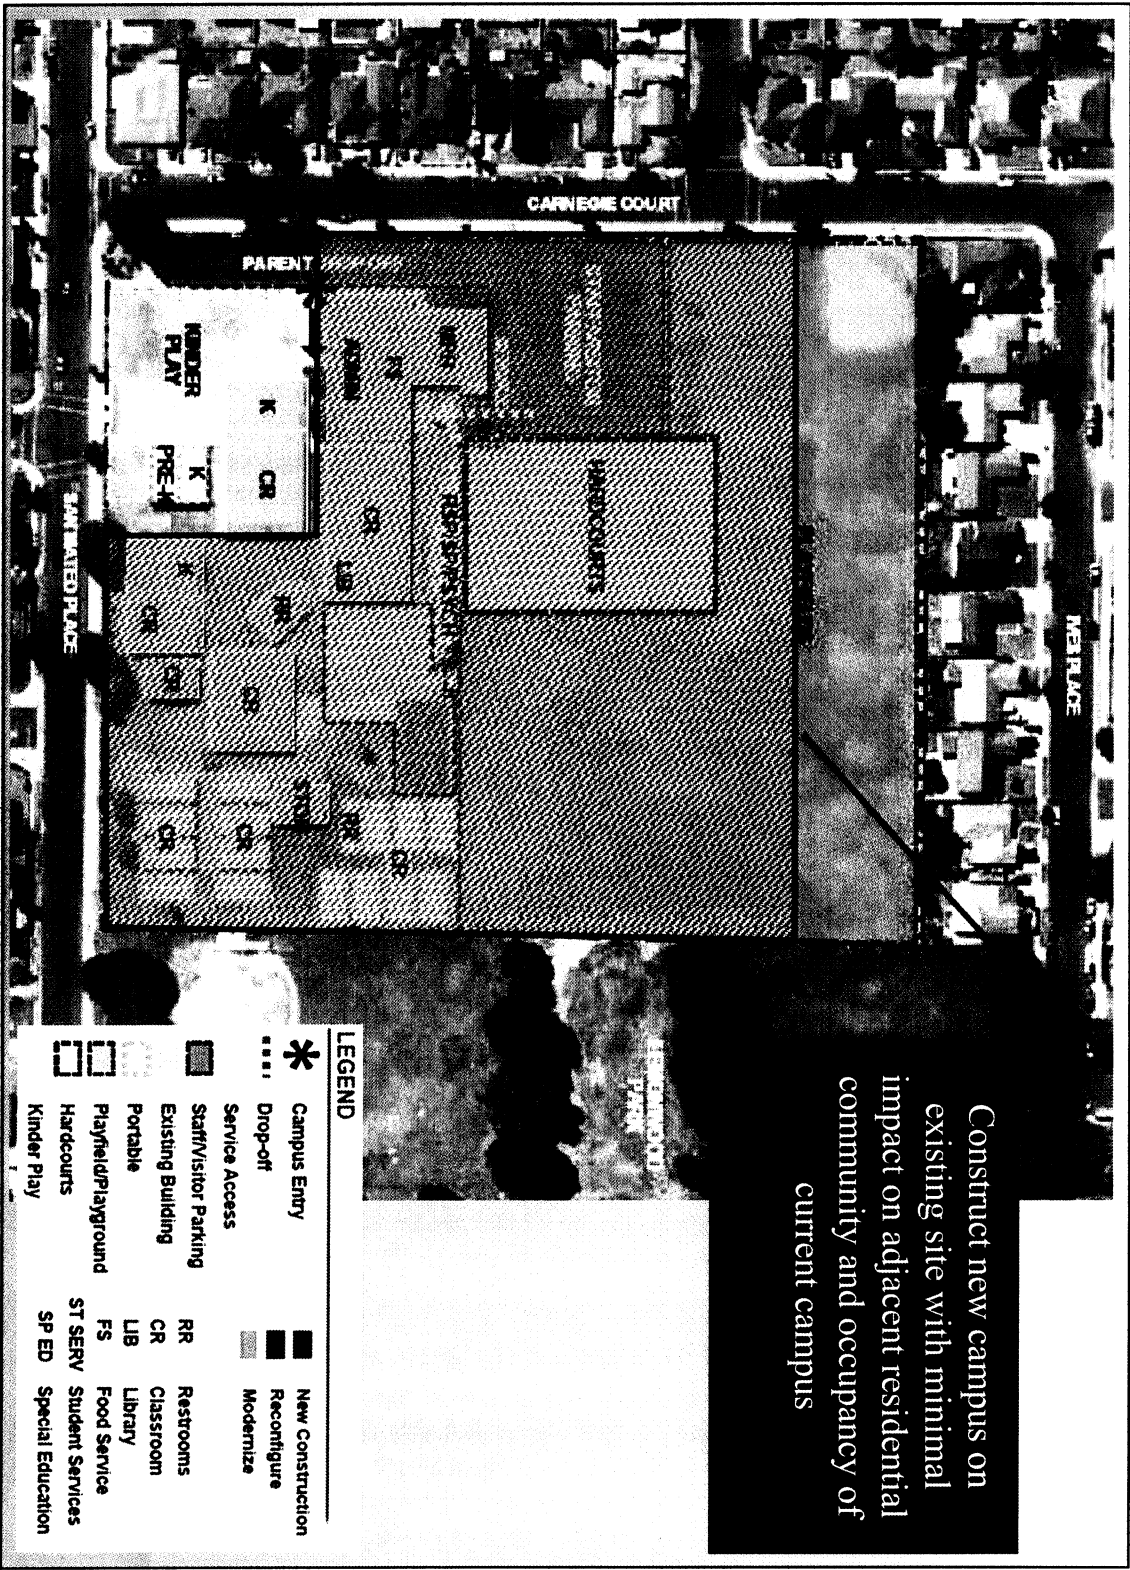 Construct new campus on
existing site with minimal
impact on adjacent residential
community and occupancy of
current campus
CARNEGIE COURT
IVES PLACE
PARENT
KINDER
PLAY
K
CR
K
PRE-K
ADMIN
FS
CR
LIB
HARDCOURTS
K
CR
RR
CR
CR
CR
CR
RR
CR
PARK
LEGEND
Campus Entry
Drop-off
Service Access
Staff/Visitor Parking
Existing Building
Portable
Playfield/Playground
Hardcourts
Kinder Play
New Construction
Reconfigure
Modernize
RR Restrooms
CR Classroom
LIB Library
FS Food Service
ST SERV Student Services
SP ED Special Education